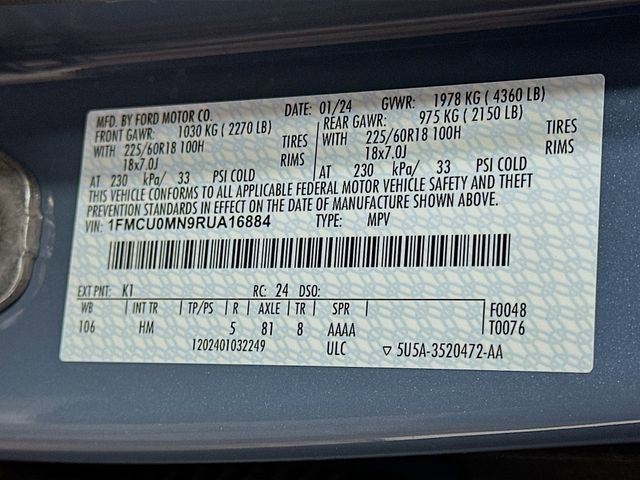 MFD. BY FORD MOTOR CO. DATE: 01/24 GVWR: 1978 KG ( 4360 LB)
FRONT GAWR: 1030 KG ( 2270 LB) REAR GAWR: 975 KG ( 2150 LB)
WITH 225/60R18 100H TIRES WITH 225/60R18 100H TIRES
18x7.0J RIMS 18x7.0J RIMS
AT 230 kPa/ 33 PSI COLD AT 230 kPa/ 33 PSI COLD
THIS VEHICLE CONFORMS TO ALL APPLICABLE FEDERAL MOTOR VEHICLE SAFETY AND THEFT
PREVENTION STANDARDS IN EFFECT ON THE DATE OF MANUFACTURE SHOWN ABOVE.
VIN: 1FMCU0MN9RUA16884 TYPE: MPV
EXT PNT: K1 RC: 24 DSO:
WB INT TR TP/PS R AXLE TR SPR F0048
106 HM 5 81 8 AAAA T0076
1202401032249 ULC ▽ 5U5A-3520472-AA